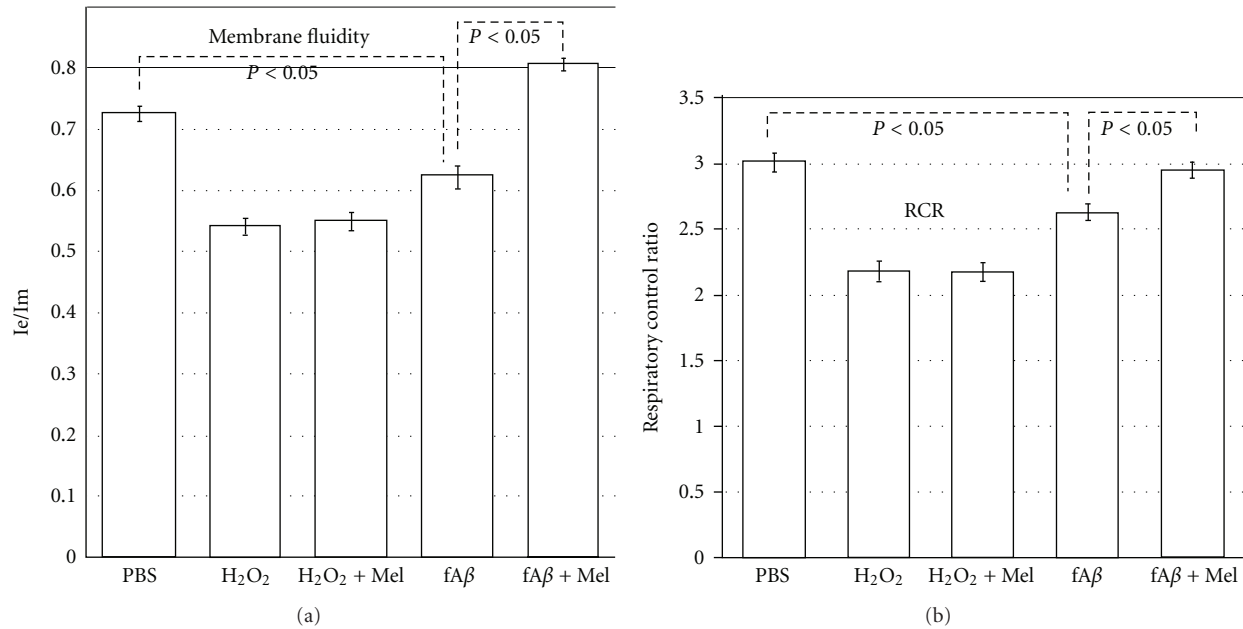 Membrane fluidity
P < 0.05
P < 0.05
0.8
0.7
0.6
0.5
0.4
0.3
0.2
0.1
0
Ie/Im
PBS H₂O₂ H₂O₂ + Mel fAβ fAβ + Mel
(a)
3.5
3
2.5
2
1.5
1
0.5
0
Respiratory control ratio
P < 0.05
P < 0.05
RCR
PBS H₂O₂ H₂O₂ + Mel fAβ fAβ + Mel
(b)